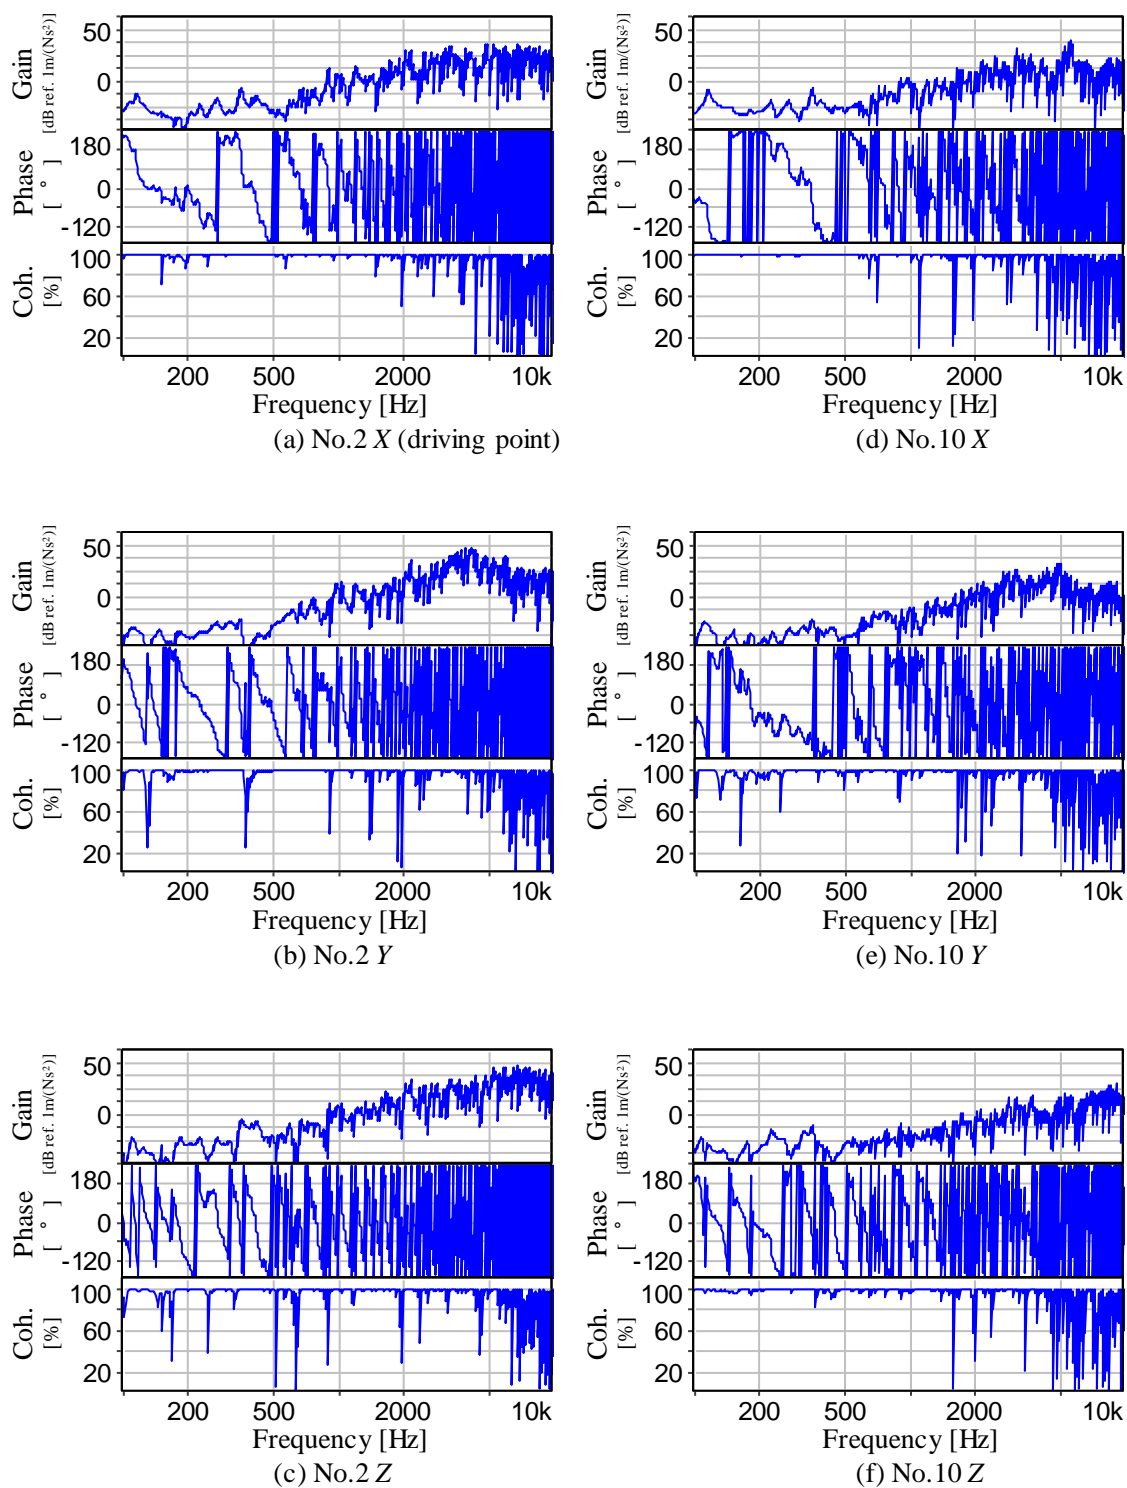 Gain
[dB ref. 1m/(Ns²)]
50
0
Phase
[ ° ]
180
0
-120
Coh.
[%]
100
60
20
200 500 2000 10k
Frequency [Hz]
(a) No.2 X (driving point)
Gain
[dB ref. 1m/(Ns²)]
50
0
Phase
[ ° ]
180
0
-120
Coh.
[%]
100
60
20
200 500 2000 10k
Frequency [Hz]
(d) No.10 X
Gain
[dB ref. 1m/(Ns²)]
50
0
Phase
[ ° ]
180
0
-120
Coh.
[%]
100
60
20
200 500 2000 10k
Frequency [Hz]
(b) No.2 Y
Gain
[dB ref. 1m/(Ns²)]
50
0
Phase
[ ° ]
180
0
-120
Coh.
[%]
100
60
20
200 500 2000 10k
Frequency [Hz]
(e) No.10 Y
Gain
[dB ref. 1m/(Ns²)]
50
0
Phase
[ ° ]
180
0
-120
Coh.
[%]
100
60
20
200 500 2000 10k
Frequency [Hz]
(c) No.2 Z
Gain
[dB ref. 1m/(Ns²)]
50
0
Phase
[ ° ]
180
0
-120
Coh.
[%]
100
60
20
200 500 2000 10k
Frequency [Hz]
(f) No.10 Z